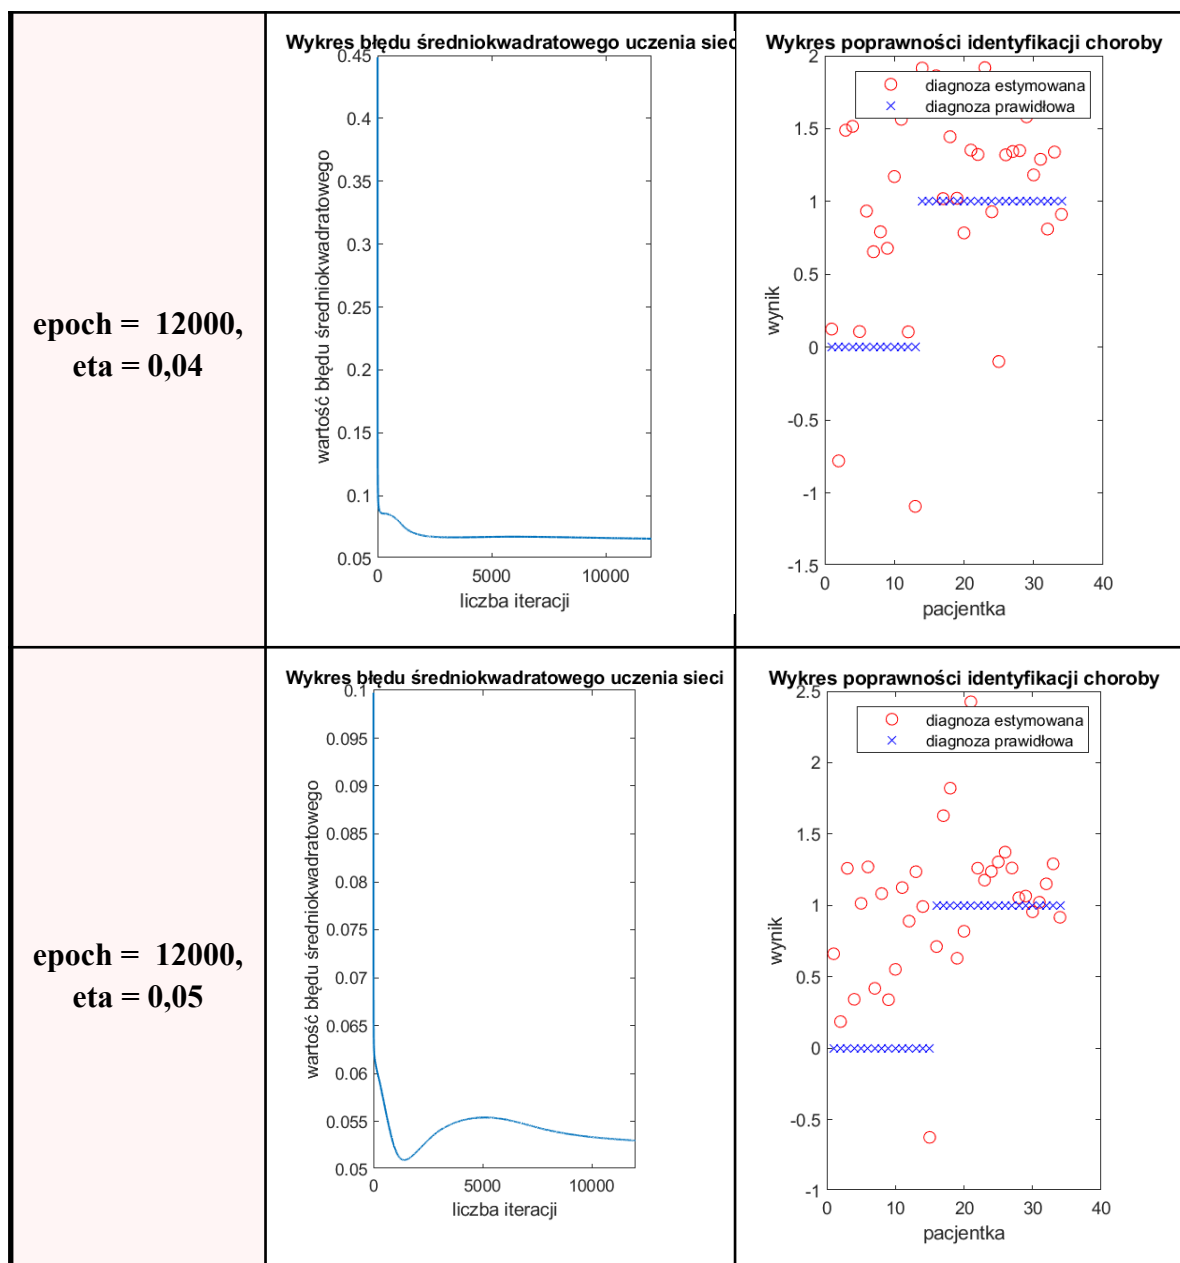 epoch =  12000,
eta = 0,04
Wykres błędu średniokwadratowego uczenia siec
0.45
0.4
0.35
0.3
0.25
0.2
0.15
0.1
0.05
wartość błędu średniokwadratowego
0
5000
10000
liczba iteracji
Wykres poprawności identyfikacji choroby
diagnoza estymowana
diagnoza prawidłowa
2
1.5
1
0.5
0
-0.5
-1
-1.5
wynik
0
10
20
30
40
pacjentka
epoch =  12000,
eta = 0,05
Wykres błędu średniokwadratowego uczenia sieci
0.1
0.095
0.09
0.085
0.08
0.075
0.07
0.065
0.06
0.055
0.05
wartość błędu średniokwadratowego
0
5000
10000
liczba iteracji
Wykres poprawności identyfikacji choroby
diagnoza estymowana
diagnoza prawidłowa
2.5
2
1.5
1
0.5
0
-0.5
-1
wynik
0
10
20
30
40
pacjentka